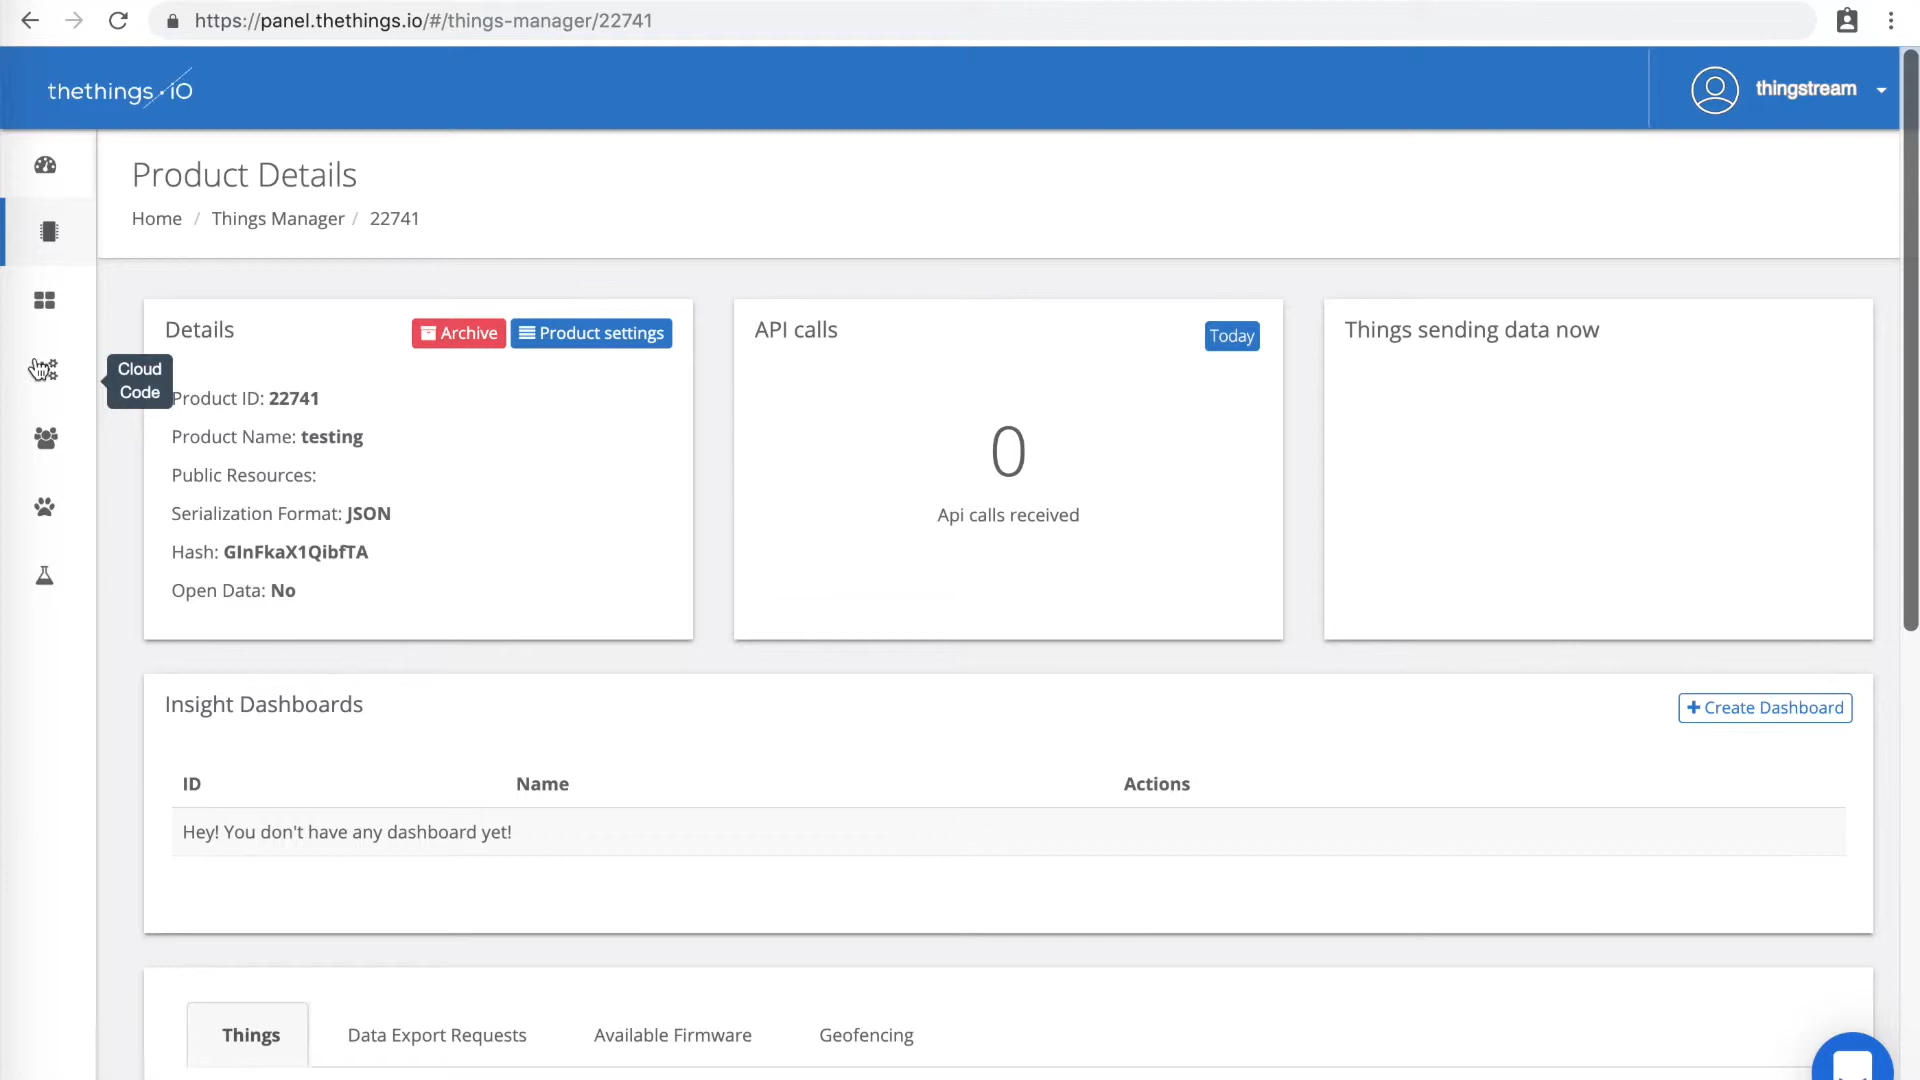 https://panel.thethings.io/#/things-manager/22741
thethings.iO
thingstream
Product Details
Home / Things Manager / 22741
Details
Archive
Product settings
API calls
Today
Things sending data now
Cloud
Code
Product ID: 22741
Product Name: testing
Public Resources:
Serialization Format: JSON
Hash: GInFkaX1QibfTA
Open Data: No
0
Api calls received
Insight Dashboards
+ Create Dashboard
ID Name Actions
Hey! You don't have any dashboard yet!
Things Data Export Requests Available Firmware Geofencing